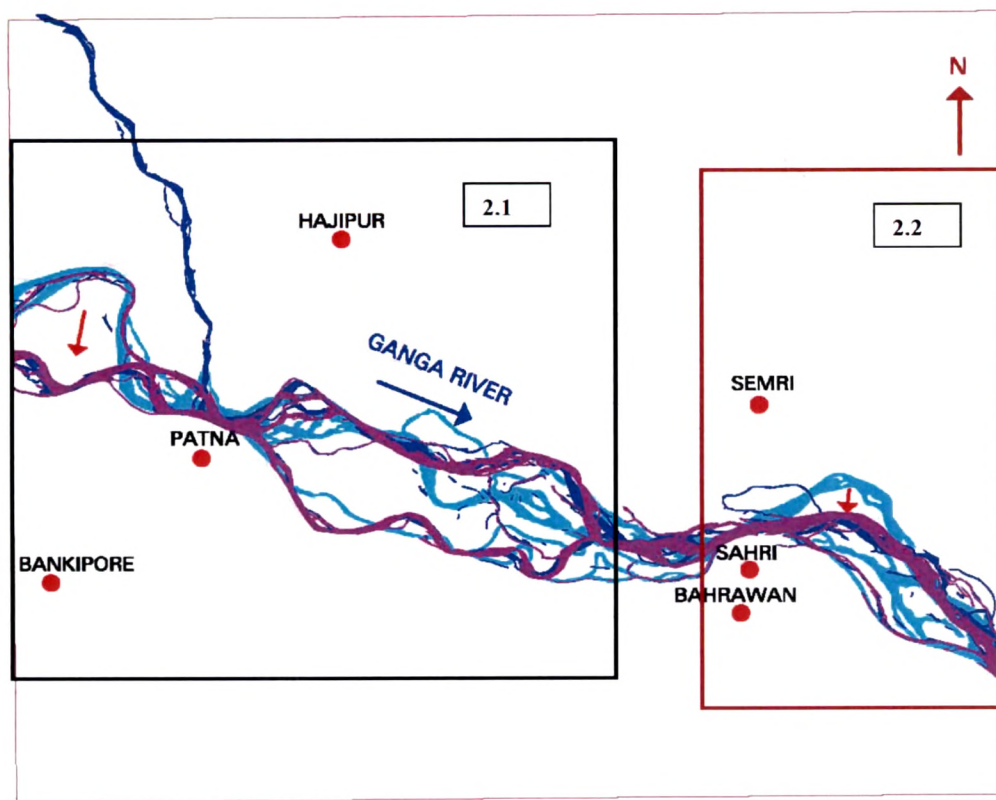 N
2.1
HAJIPUR
2.2
GANGA RIVER
SEMRI
PATNA
SAHRI
BANKIPORE
BAHRAWAN